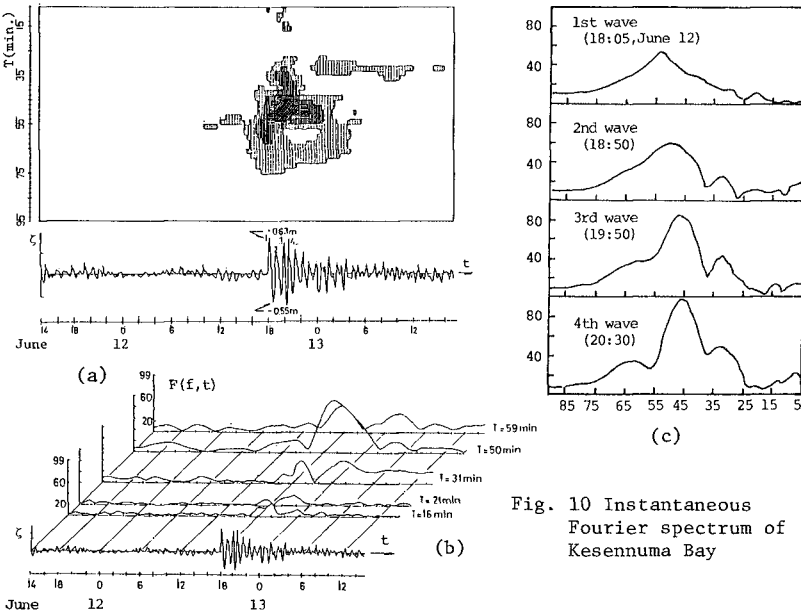 T(min.)
15
35
55
75
95
ζ
0.63m
-0.55m
t
14 18 0 6 12 18 0 6 12
June 12 13
(a)
F(f,t)
99
60
20
T=59min
T=50min
99
60
T=31min
99
60
20
T=21min
T=16min
ζ
t
(b)
14 18 0 6 12 18 0 6 12
June 12 13
80
40
1st wave
(18:05,June 12)
80
40
2nd wave
(18:50)
80
40
3rd wave
(19:50)
80
40
4th wave
(20:30)
85 75 65 55 45 35 25 15 5
(c)
Fig. 10 Instantaneous
Fourier spectrum of
Kesennuma Bay